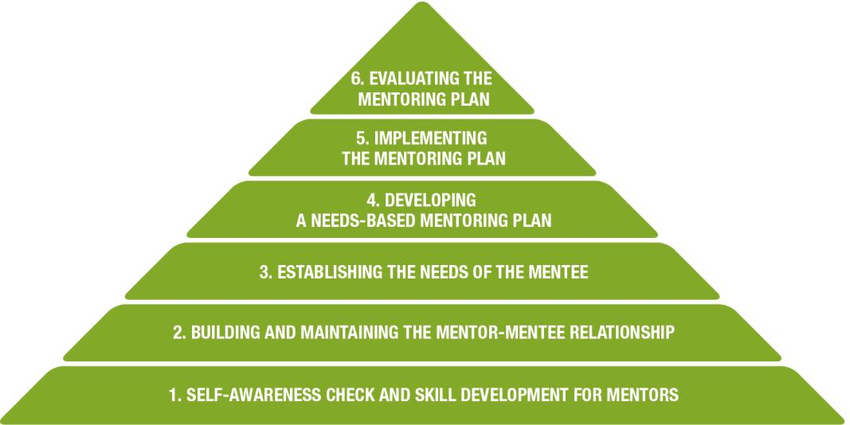 6. EVALUATING THE
MENTORING PLAN
5. IMPLEMENTING
THE MENTORING PLAN
4. DEVELOPING
A NEEDS-BASED MENTORING PLAN
3. ESTABLISHING THE NEEDS OF THE MENTEE
2. BUILDING AND MAINTAINING THE MENTOR-MENTEE RELATIONSHIP
1. SELF-AWARENESS CHECK AND SKILL DEVELOPMENT FOR MENTORS